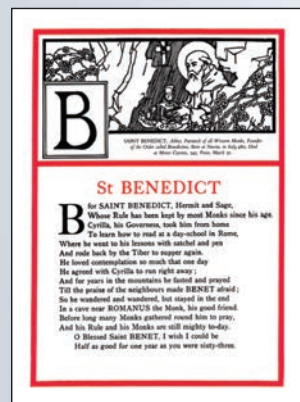 B
SAINT BENEDICT, Abbot, Patriarch of all Western Monks, Founder
of the Order called Benedictine, Born at Nursia, in Italy 480, Died
at Monte Cassino, 543, Feast, March 21.
St BENEDICT
B for SAINT BENEDICT, Hermit and Sage,
Whose Rule has been kept by most Monks since his age.
Cyrilla, his Governess, took him from home
To learn how to read at a day-school in Rome,
Where he went to his lessons with satchel and pen
And rode back by the Tiber to supper again.
He loved contemplation so much that one day
He agreed with Cyrilla to run right away;
And for years in the mountains he fasted and prayed
Till the praise of the neighbours made BENET afraid;
So he wandered and wandered, but stayed in the end
In a cave near ROMANUS the Monk, his good friend.
Before long many Monks gathered round him to pray,
And his Rule and his Monks are still mighty to-day.
O Blessed Saint BENET, I wish I could be
Half as good for one year as you were sixty-three.